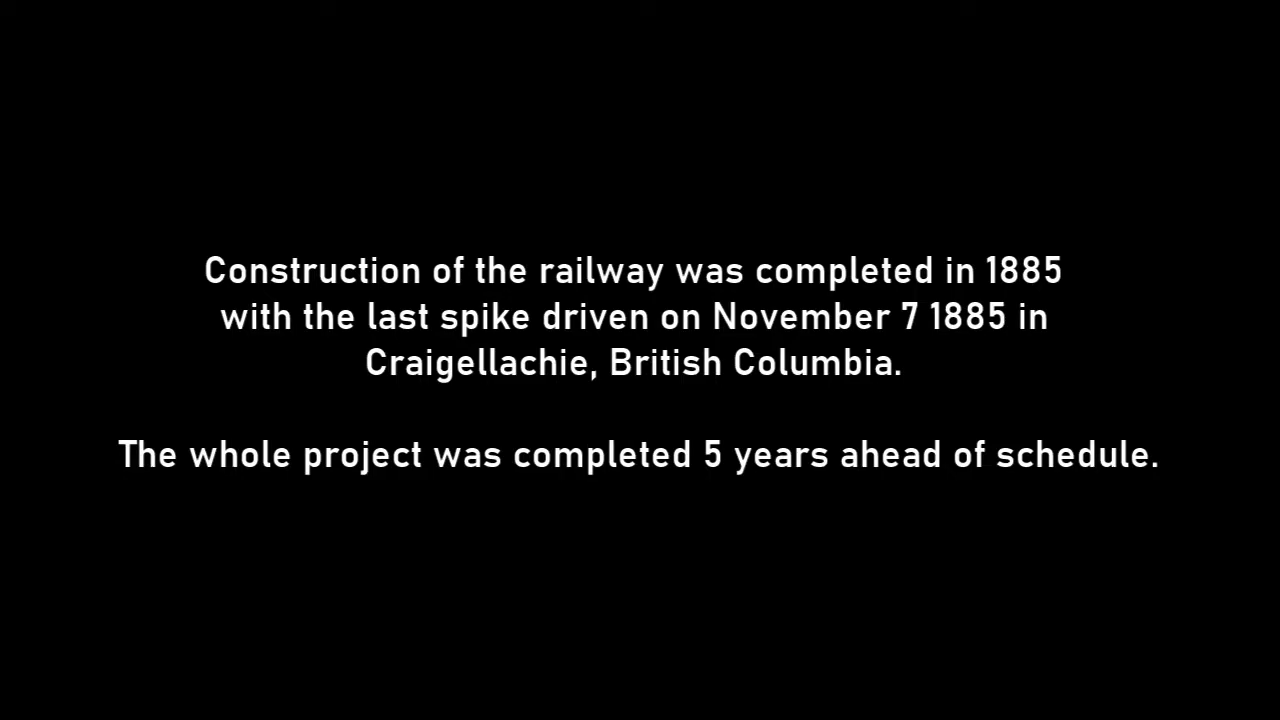 Construction of the railway was completed in 1885
with the last spike driven on November 7 1885 in
Craigellachie, British Columbia.
The whole project was completed 5 years ahead of schedule.